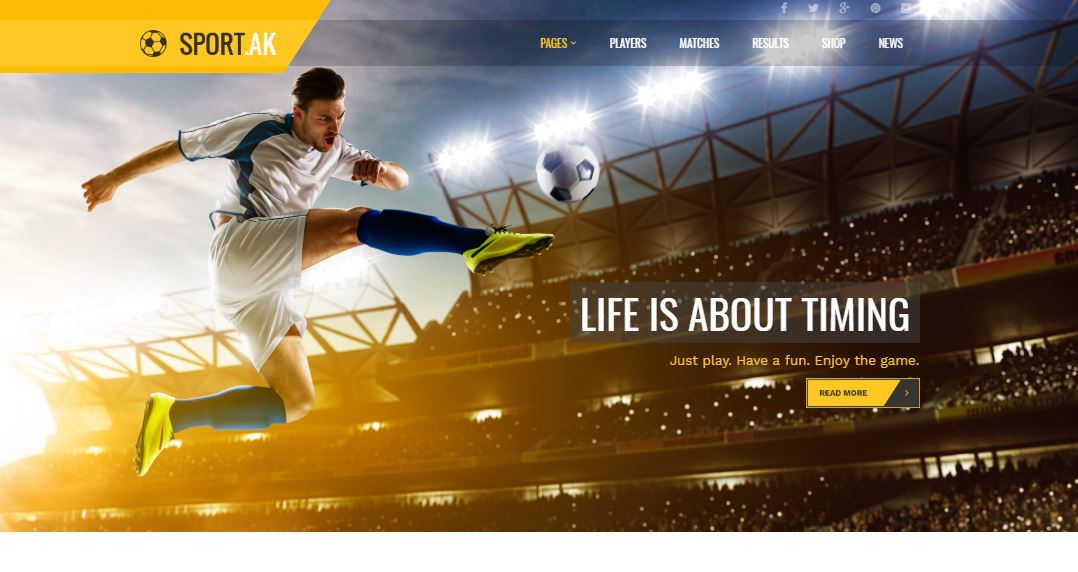 SPORT.AK
PAGES PLAYERS MATCHES RESULTS SHOP NEWS
LIFE IS ABOUT TIMING
Just play. Have a fun. Enjoy the game.
READ MORE